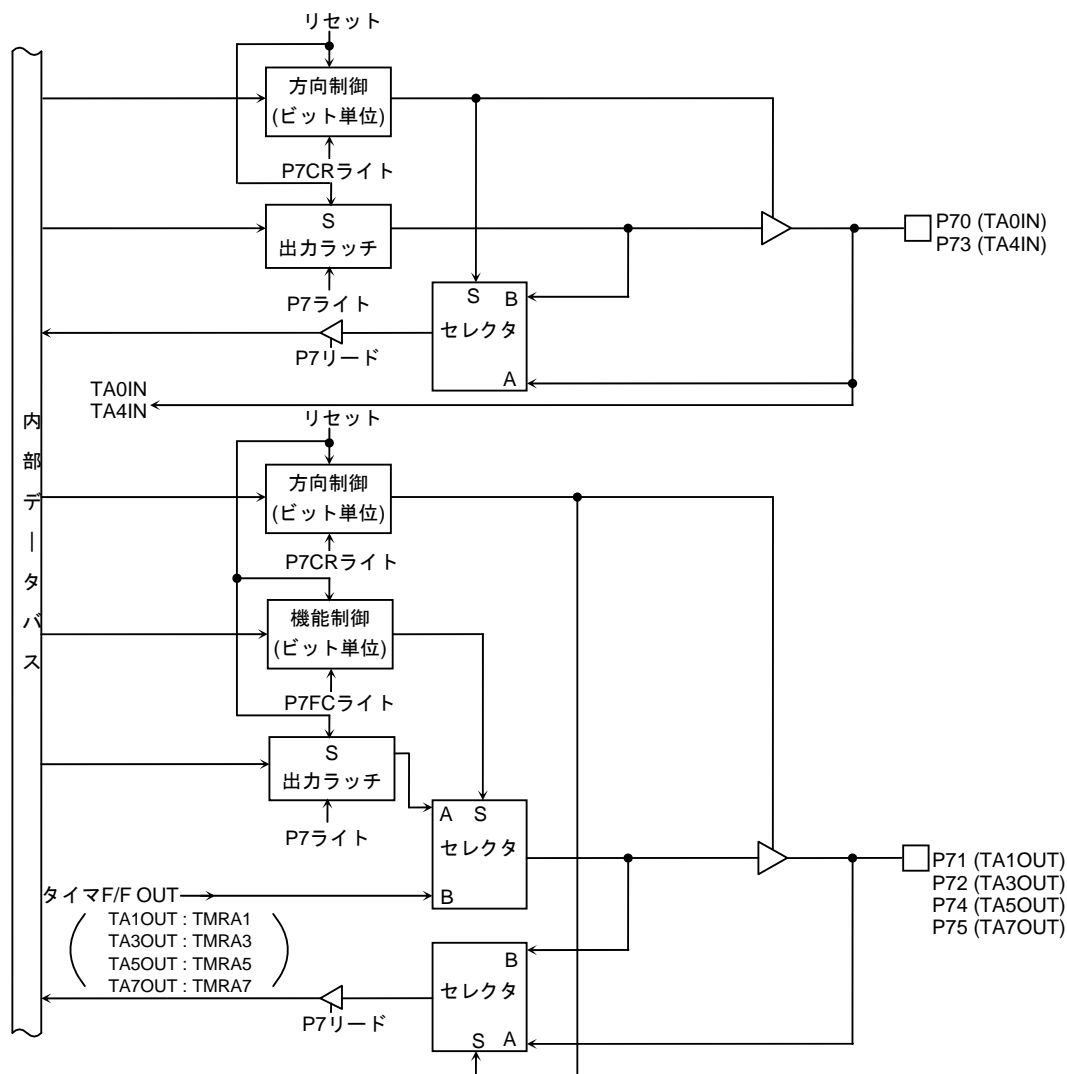 リセット
方向制御
(ビット単位)
P7CRライト
S
出力ラッチ
P7ライト
S B
セレクタ
A
P7リード
P70 (TA0IN)
P73 (TA4IN)
TA0IN
TA4IN
内部データバス
リセット
方向制御
(ビット単位)
P7CRライト
機能制御
(ビット単位)
P7FCライト
S
出力ラッチ
P7ライト
A S
セレクタ
B
タイマF/F OUT
TA1OUT : TMRA1
TA3OUT : TMRA3
TA5OUT : TMRA5
TA7OUT : TMRA7
P71 (TA1OUT)
P72 (TA3OUT)
P74 (TA5OUT)
P75 (TA7OUT)
B
セレクタ
S A
P7リード